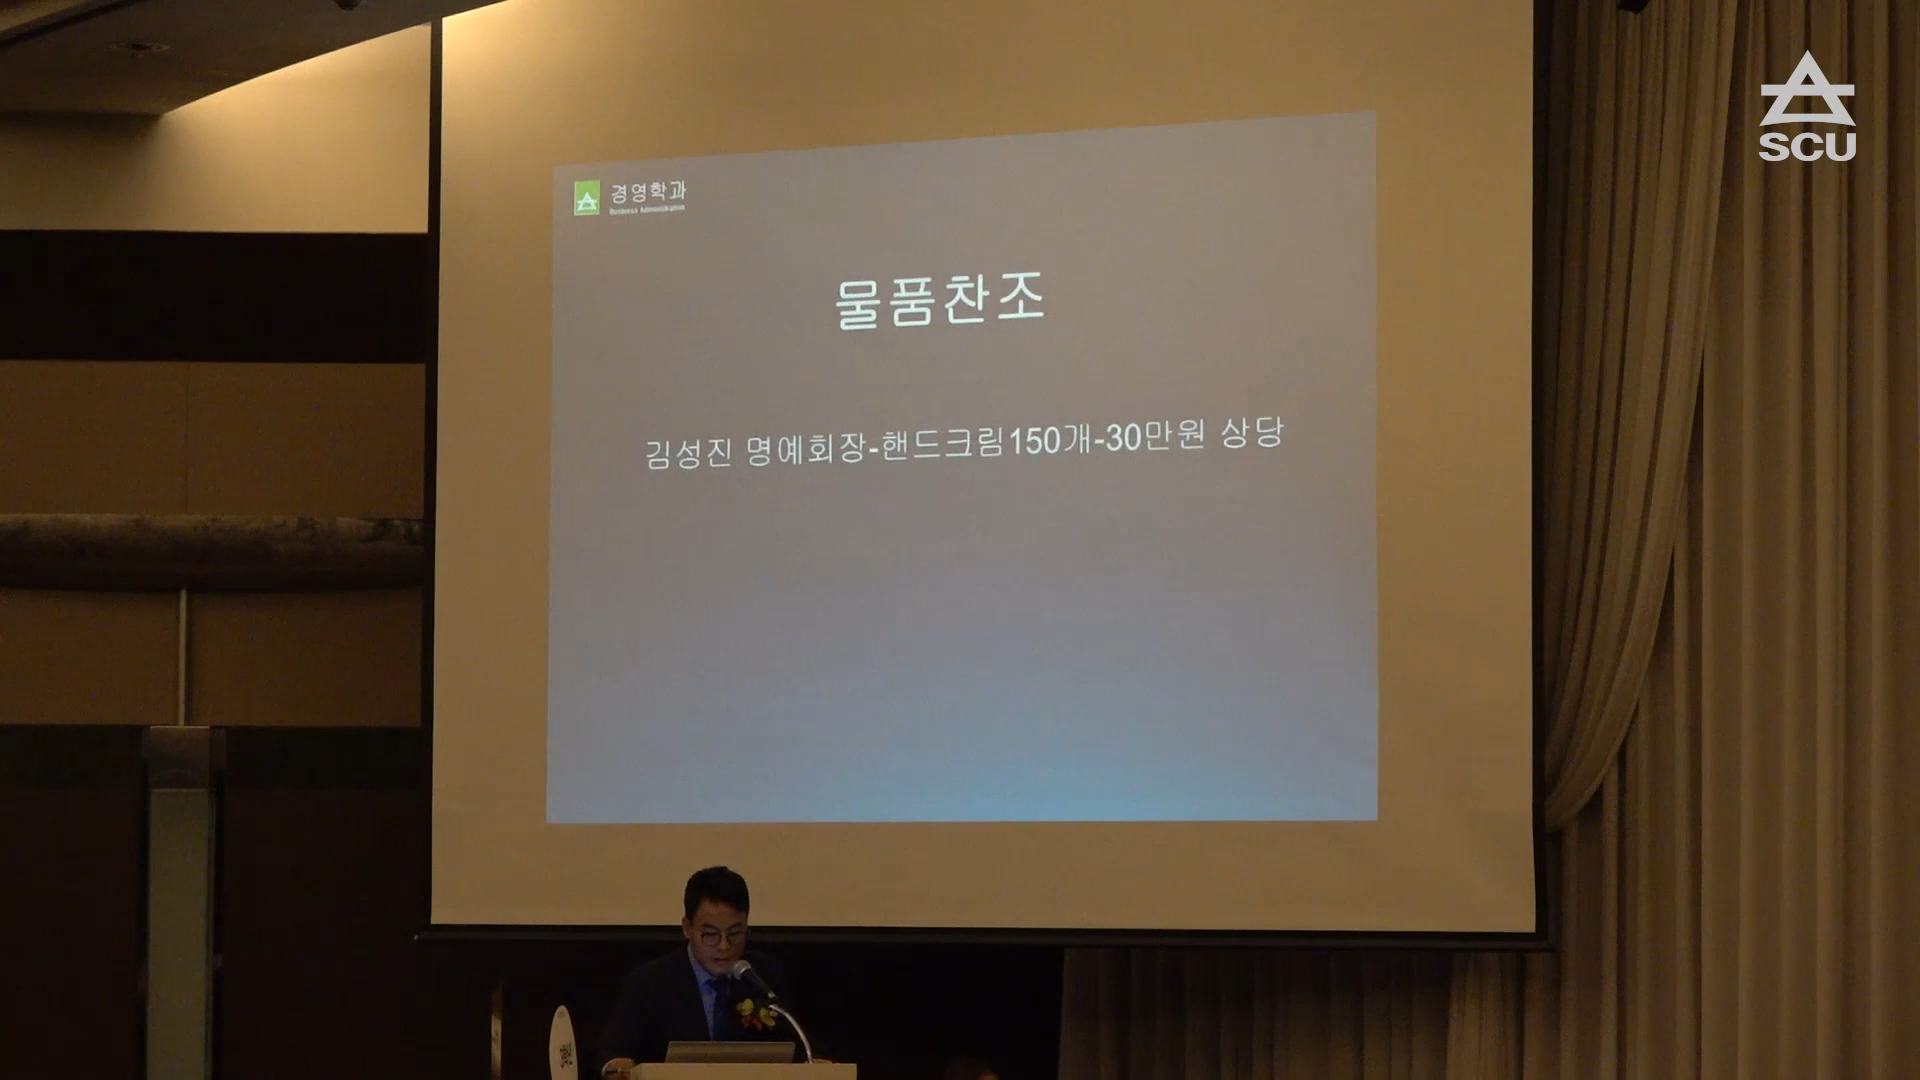 SCU
경영학과
Business Administration
물품찬조
김성진 명예회장-핸드크림150개-30만원 상당